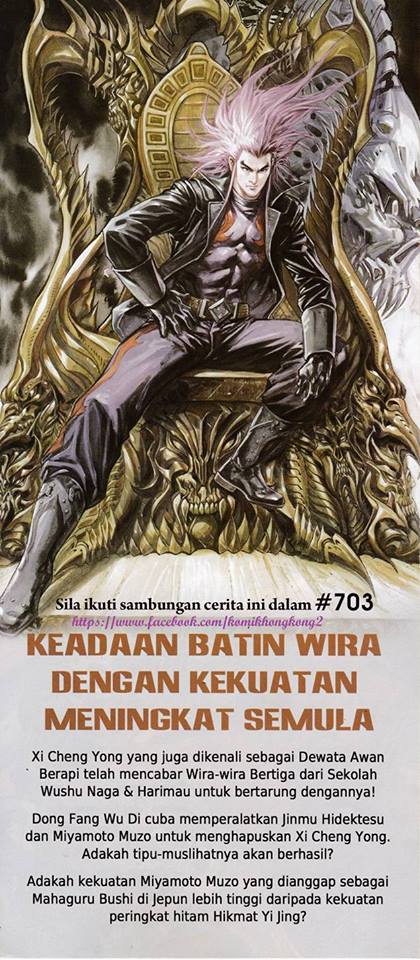 Sila ikuti sambungan cerita ini dalam #703
https://www.facebook.com/komikhongkong2
KEADAAN BATIN WIRA
DENGAN KEKUATAN
MENINGKAT SEMULA
Xi Cheng Yong yang juga dikenali sebagai Dewata Awan
Berapi telah mencabar Wira-wira Bertiga dari Sekolah
Wushu Naga & Harimau untuk bertarung dengannya!
Dong Fang Wu Di cuba memperalatkan Jinmu Hidektesu
dan Miyamoto Muzo untuk menghapuskan Xi Cheng Yong.
Adakah tipu-muslihatnya akan berhasil?
Adakah kekuatan Miyamoto Muzo yang dianggap sebagai
Mahaguru Bushi di Jepun lebih tinggi daripada kekuatan
peringkat hitam Hikmat Yi Jing?